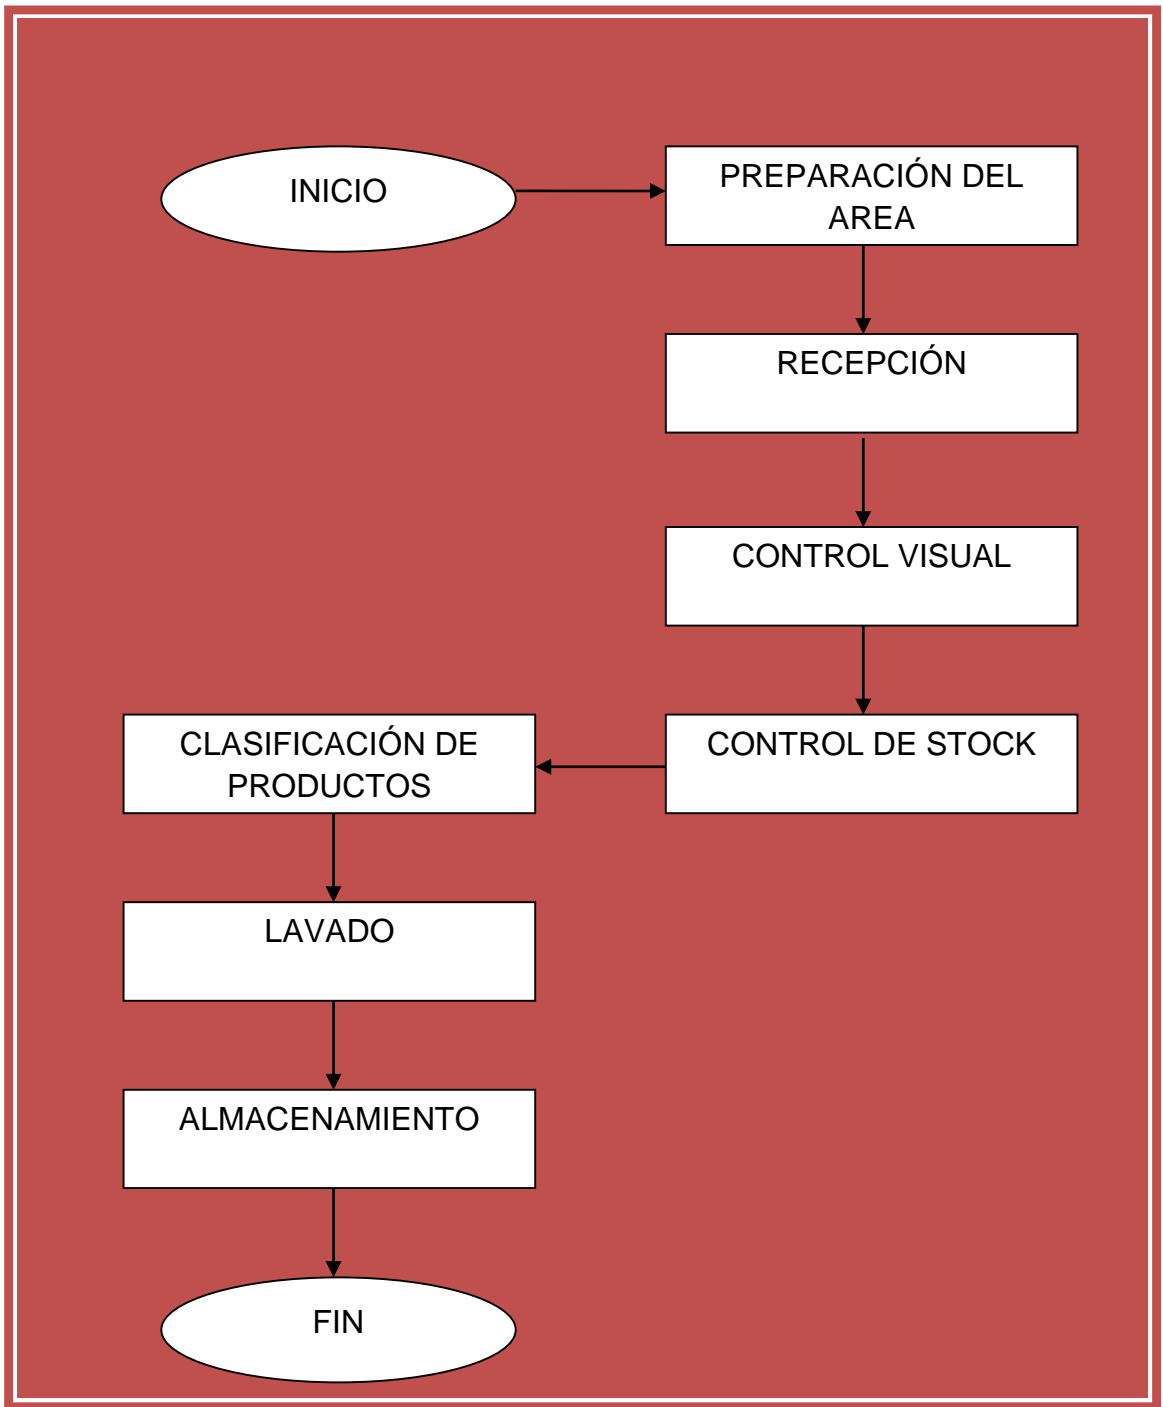 INICIO
PREPARACIÓN DEL
AREA
RECEPCIÓN
CONTROL VISUAL
CONTROL DE STOCK
CLASIFICACIÓN DE
PRODUCTOS
LAVADO
ALMACENAMIENTO
FIN